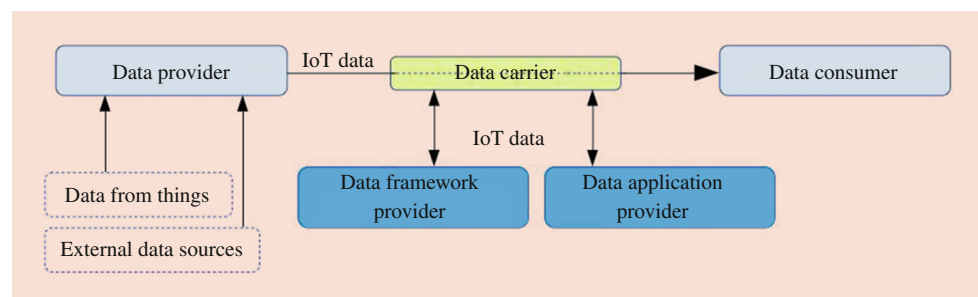 Data provider
IoT data
Data carrier
Data consumer
IoT data
Data from things
External data sources
Data framework
provider
Data application
provider